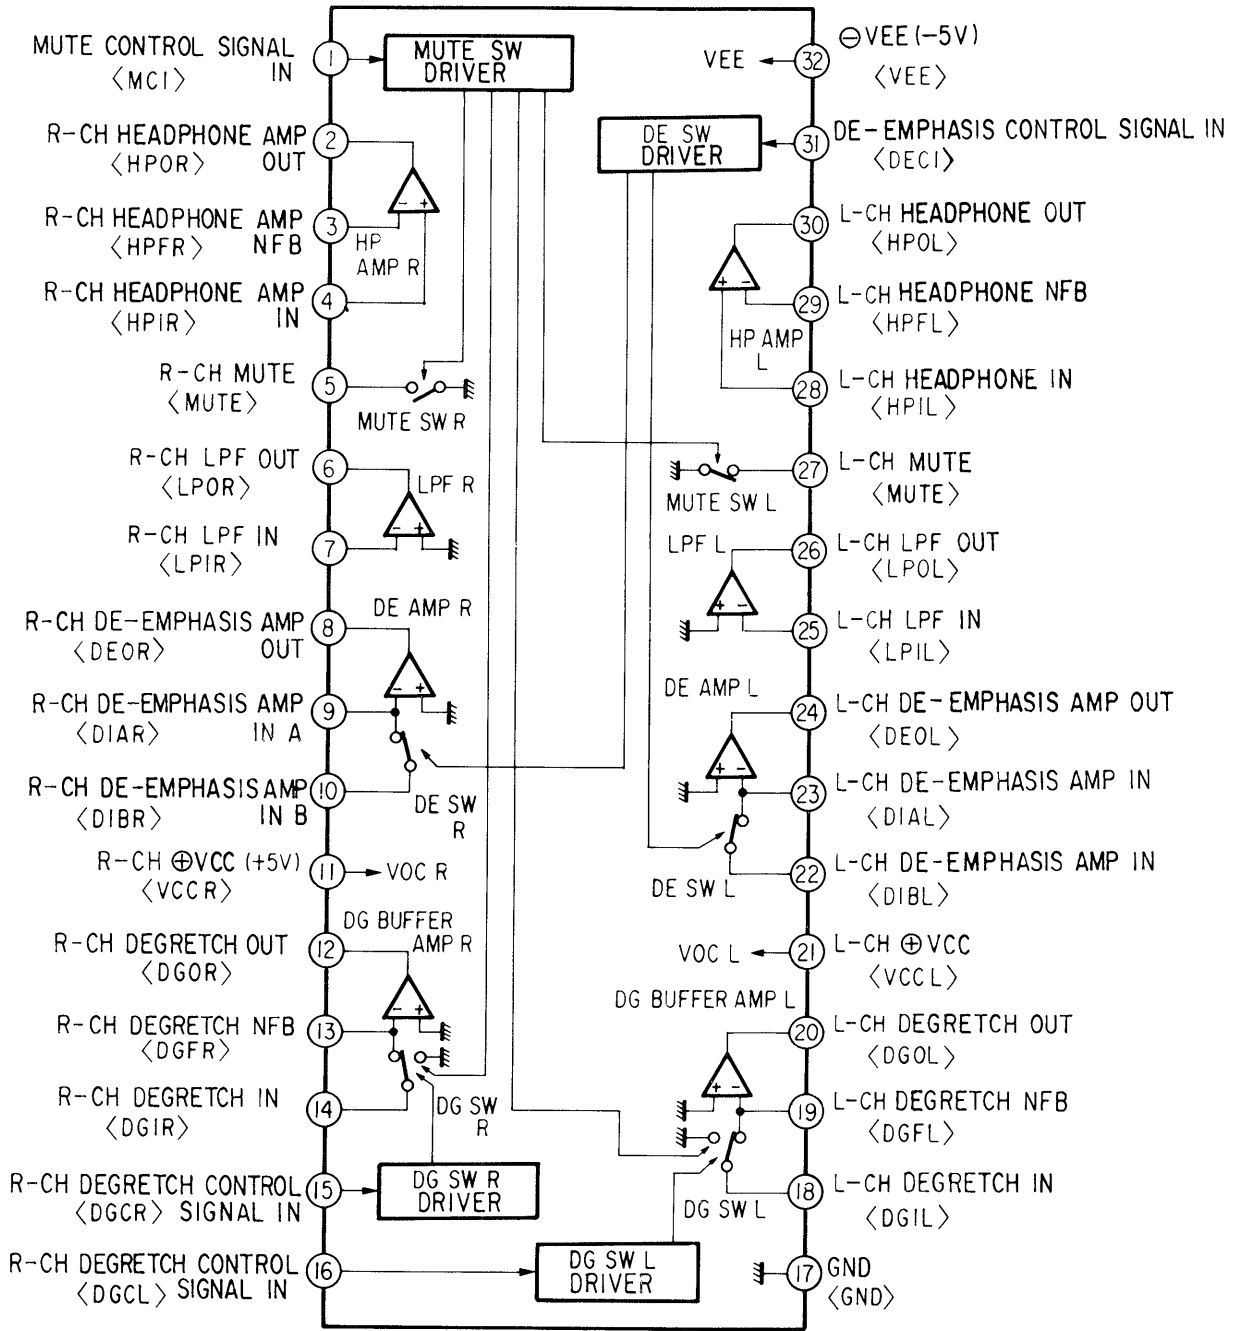 MUTE CONTROL SIGNAL
IN
〈MCI〉
1
MUTE SW
DRIVER
R-CH HEADPHONE AMP
OUT
〈HPOR〉
2
- +
R-CH HEADPHONE AMP
NFB
〈HPFR〉
3
HP
AMP R
R-CH HEADPHONE AMP
IN
〈HPIR〉
4
R-CH MUTE
〈MUTE〉
5
MUTE SW R
R-CH LPF OUT
〈LPOR〉
6
LPF R
- +
R-CH LPF IN
〈LPIR〉
7
DE AMP R
R-CH DE-EMPHASIS AMP
OUT
〈DEOR〉
8
- +
R-CH DE-EMPHASIS AMP
IN A
〈DIAR〉
9
R-CH DE-EMPHASIS AMP
IN B
〈DIBR〉
10
DE SW
R
R-CH ⊕VCC (+5V)
〈VCCR〉
11
VOC R
DG BUFFER
AMP R
R-CH DEGRETCH OUT
〈DGOR〉
12
- +
R-CH DEGRETCH NFB
〈DGFR〉
13
R-CH DEGRETCH IN
〈DGIR〉
14
DG SW
R
R-CH DEGRETCH CONTROL
〈DGCR〉 SIGNAL IN
15
DG SW R
DRIVER
R-CH DEGRETCH CONTROL
〈DGCL〉 SIGNAL IN
16
DG SW L
DRIVER
VEE
32
⊖VEE (-5V)
〈VEE〉
DE SW
DRIVER
31
DE-EMPHASIS CONTROL SIGNAL IN
〈DECI〉
30
L-CH HEADPHONE OUT
〈HPOL〉
+ -
29
L-CH HEADPHONE NFB
〈HPFL〉
HP AMP
L
28
L-CH HEADPHONE IN
〈HPIL〉
27
L-CH MUTE
〈MUTE〉
MUTE SW L
LPF L
26
L-CH LPF OUT
〈LPOL〉
+ -
25
L-CH LPF IN
〈LPIL〉
DE AMP L
24
L-CH DE-EMPHASIS AMP OUT
〈DEOL〉
+ -
23
L-CH DE-EMPHASIS AMP IN
〈DIAL〉
22
L-CH DE-EMPHASIS AMP IN
〈DIBL〉
DE SW L
VOC L
21
L-CH ⊕VCC
〈VCCL〉
DG BUFFER AMP L
20
L-CH DEGRETCH OUT
〈DGOL〉
+ -
19
L-CH DEGRETCH NFB
〈DGFL〉
18
L-CH DEGRETCH IN
〈DGIL〉
DG SW L
17
GND
〈GND〉